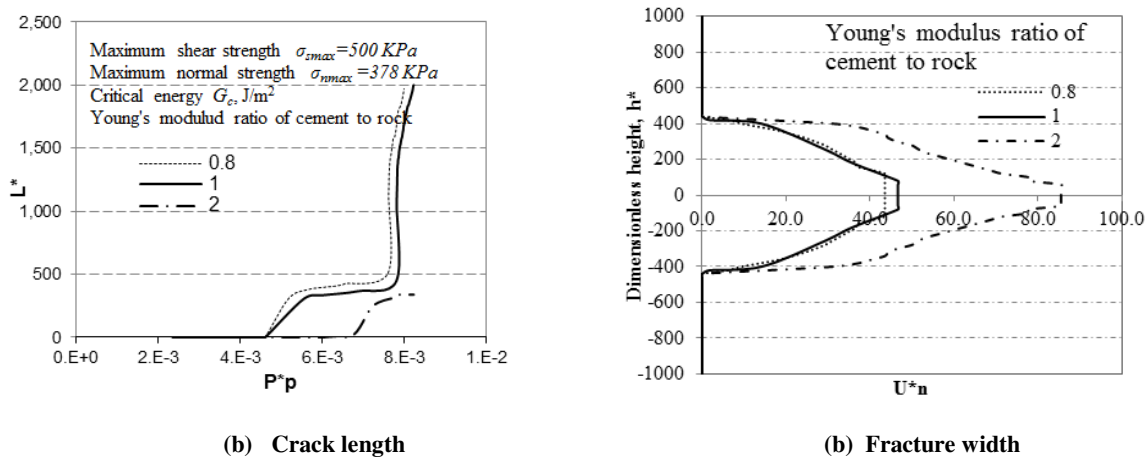 2,500
2,000
1,500
1,000
500
0
L*
Maximum shear strength σsmax=500 KPa
Maximum normal strength σnmax=378 KPa
Critical energy Gc, J/m²
Young's modulud ratio of cement to rock
0.8
1
2
0.E+0 2.E-3 4.E-3 6.E-3 8.E-3 1.E-2
P*p
(b) Crack length
1000
800
600
400
200
0
-200
-400
-600
-800
-1000
Dimensionless height, h*
Young's modulus ratio of
cement to rock
0.8
1
2
0.0 20.0 40.0 60.0 80.0 100.0
U*n
(b) Fracture width